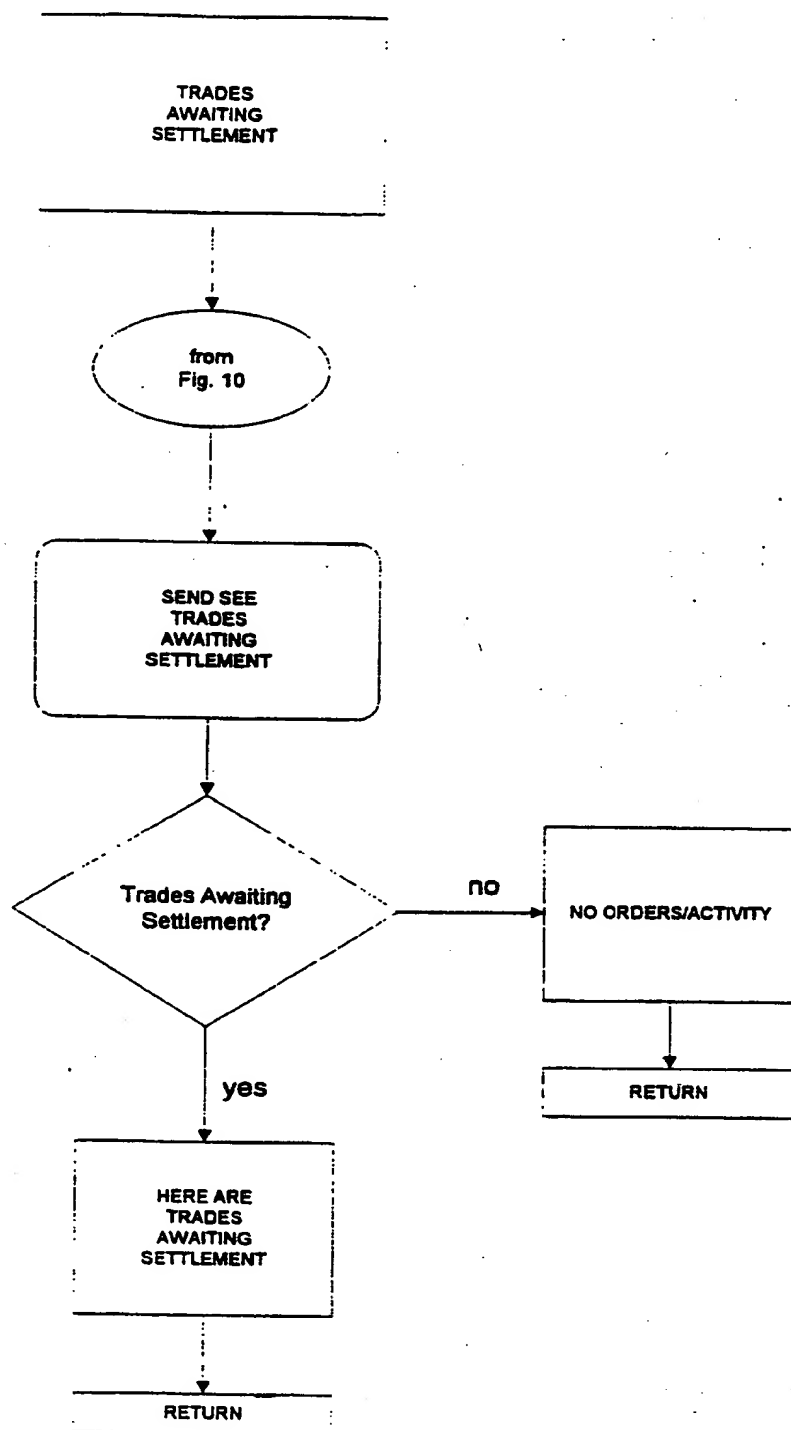 TRADES
AWAITING
SETTLEMENT
from
Fig. 10
SEND SEE
TRADES
AWAITING
SETTLEMENT
Trades Awaiting
Settlement?
no
NO ORDERS/ACTIVITY
RETURN
yes
HERE ARE
TRADES
AWAITING
SETTLEMENT
RETURN